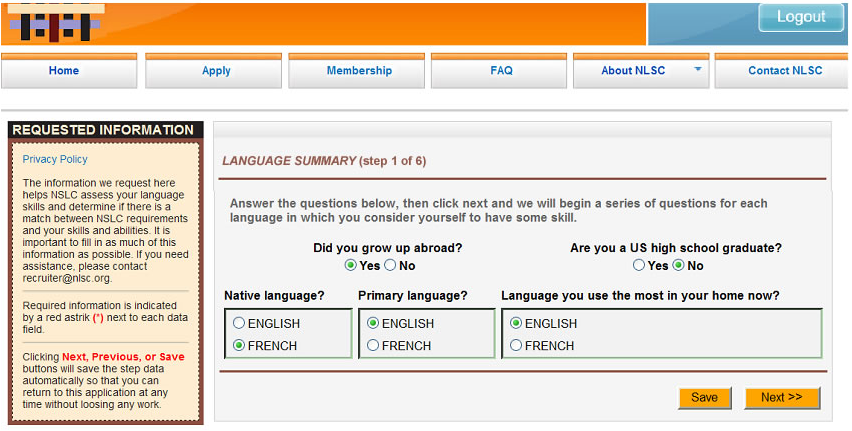 Logout
Home
Apply
Membership
FAQ
About NLSC
Contact NLSC
REQUESTED INFORMATION
Privacy Policy
The information we request here
helps NSLC assess your language
skills and determine if there is a
match between NSLC requirements
and your skills and abilities. It is
important to fill in as much of this
information as possible. If you need
assistance, please contact
recruiter@nlsc.org.
Required information is indicated
by a red astrik (*) next to each data
field.
Clicking Next, Previous, or Save
buttons will save the step data
automatically so that you can
return to this application at any
time without loosing any work.
LANGUAGE SUMMARY (step 1 of 6)
Answer the questions below, then click next and we will begin a series of questions for each
language in which you consider yourself to have some skill.
Did you grow up abroad?
Yes No
Are you a US high school graduate?
Yes No
Native language?
ENGLISH
FRENCH
Primary language?
ENGLISH
FRENCH
Language you use the most in your home now?
ENGLISH
FRENCH
Save
Next >>